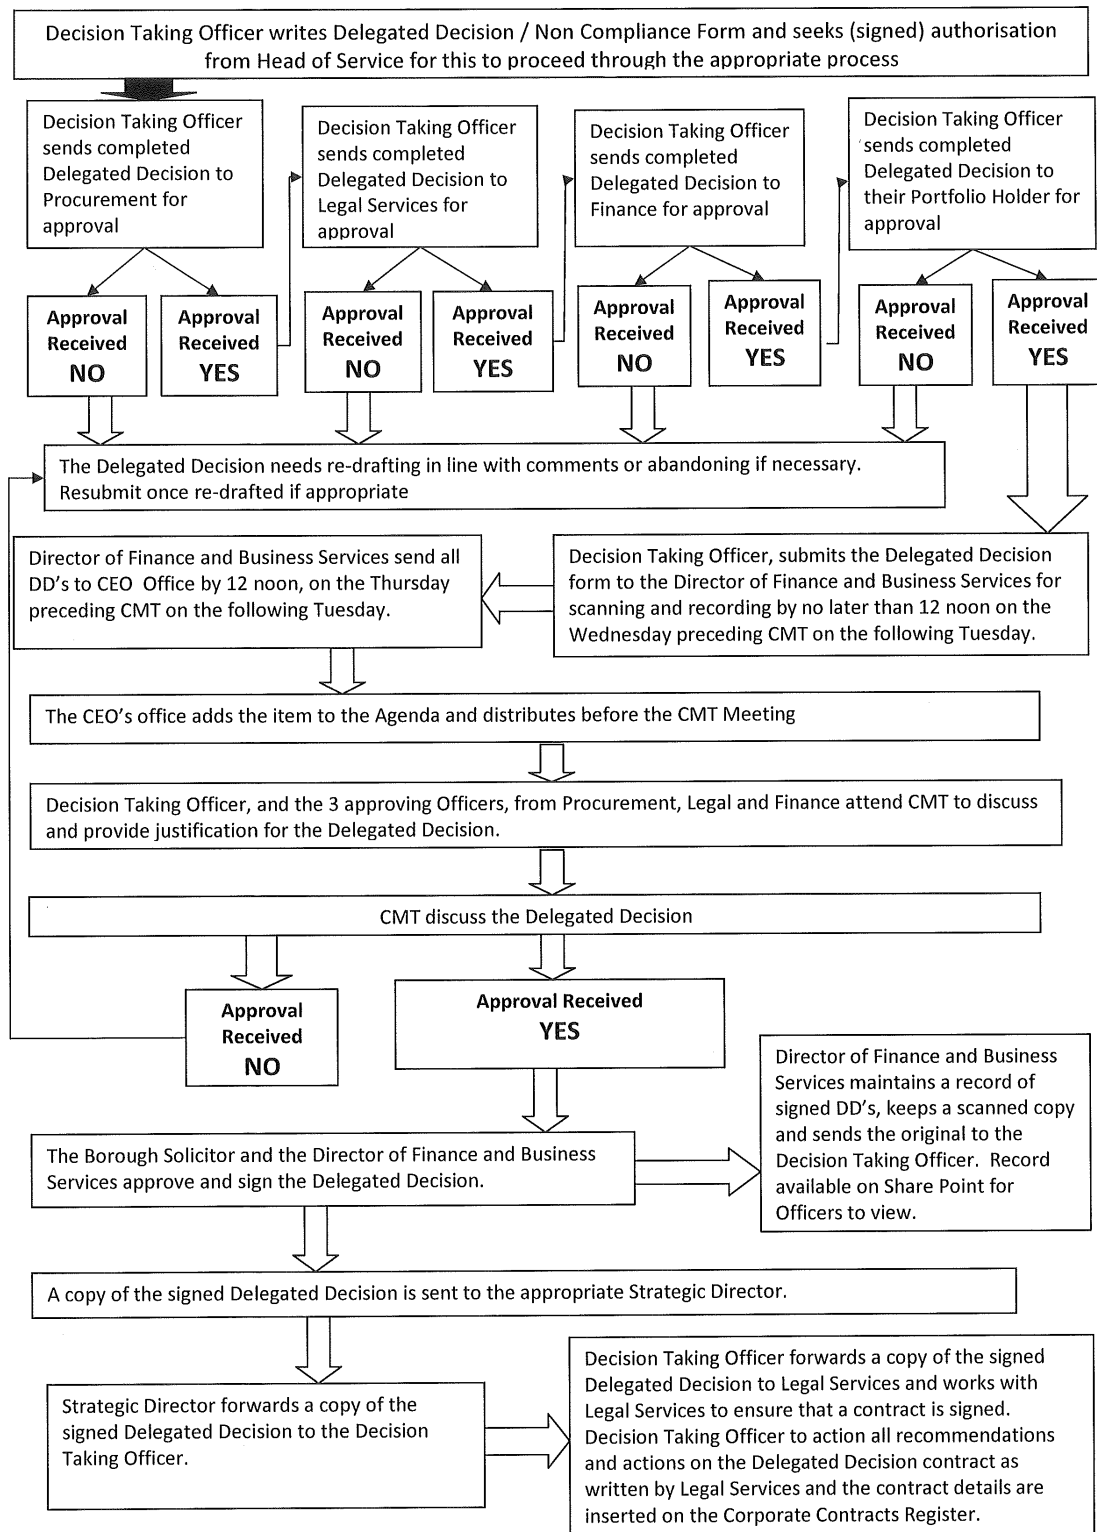 Decision Taking Officer writes Delegated Decision / Non Compliance Form and seeks (signed) authorisation
from Head of Service for this to proceed through the appropriate process
Decision Taking Officer
sends completed
Delegated Decision to
Procurement for
approval
Decision Taking Officer
sends completed
Delegated Decision to
Legal Services for
approval
Decision Taking Officer
sends completed
Delegated Decision to
Finance for approval
Decision Taking Officer
sends completed
Delegated Decision to
their Portfolio Holder for
approval
Approval
Received
NO
Approval
Received
YES
Approval
Received
NO
Approval
Received
YES
Approval
Received
NO
Approval
Received
YES
Approval
Received
NO
Approval
Received
YES
The Delegated Decision needs re-drafting in line with comments or abandoning if necessary.
Resubmit once re-drafted if appropriate
Director of Finance and Business Services send all
DD's to CEO Office by 12 noon, on the Thursday
preceding CMT on the following Tuesday.
Decision Taking Officer, submits the Delegated Decision
form to the Director of Finance and Business Services for
scanning and recording by no later than 12 noon on the
Wednesday preceding CMT on the following Tuesday.
The CEO's office adds the item to the Agenda and distributes before the CMT Meeting
Decision Taking Officer, and the 3 approving Officers, from Procurement, Legal and Finance attend CMT to discuss
and provide justification for the Delegated Decision.
CMT discuss the Delegated Decision
Approval
Received
NO
Approval Received
YES
Director of Finance and Business
Services maintains a record of
signed DD's, keeps a scanned copy
and sends the original to the
Decision Taking Officer. Record
available on Share Point for
Officers to view.
The Borough Solicitor and the Director of Finance and Business
Services approve and sign the Delegated Decision.
A copy of the signed Delegated Decision is sent to the appropriate Strategic Director.
Strategic Director forwards a copy of the
signed Delegated Decision to the Decision
Taking Officer.
Decision Taking Officer forwards a copy of the signed
Delegated Decision to Legal Services and works with
Legal Services to ensure that a contract is signed.
Decision Taking Officer to action all recommendations
and actions on the Delegated Decision contract as
written by Legal Services and the contract details are
inserted on the Corporate Contracts Register.